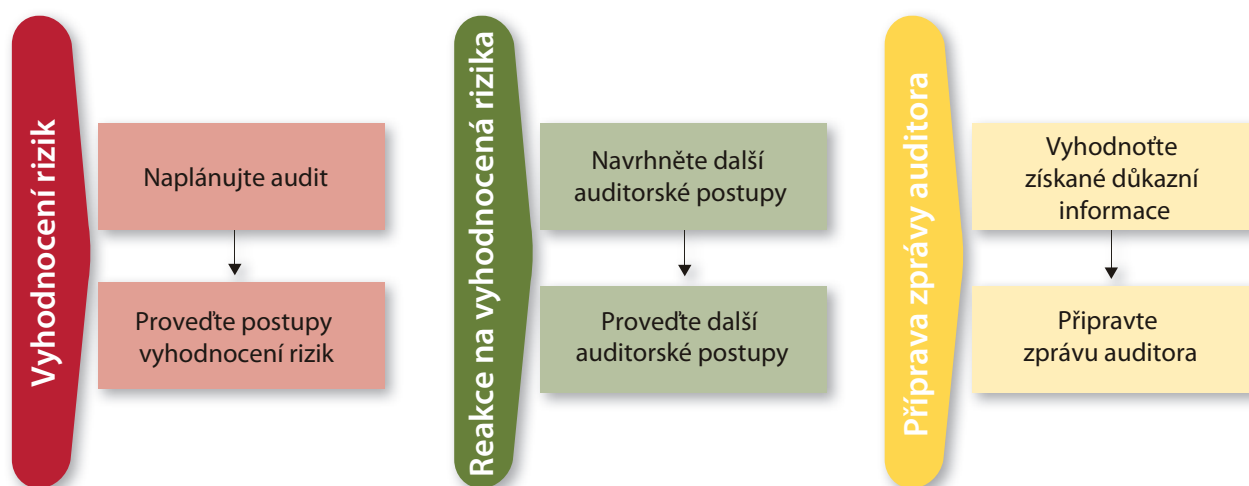 Vyhodnocení rizik
Naplánujte audit
Proveďte postupy
vyhodnocení rizik
Reakce na vyhodnocená rizika
Navrhněte další
auditorské postupy
Proveďte další
auditorské postupy
Příprava zprávy auditora
Vyhodnoťte
získané důkazní
informace
Připravte
zprávu auditora